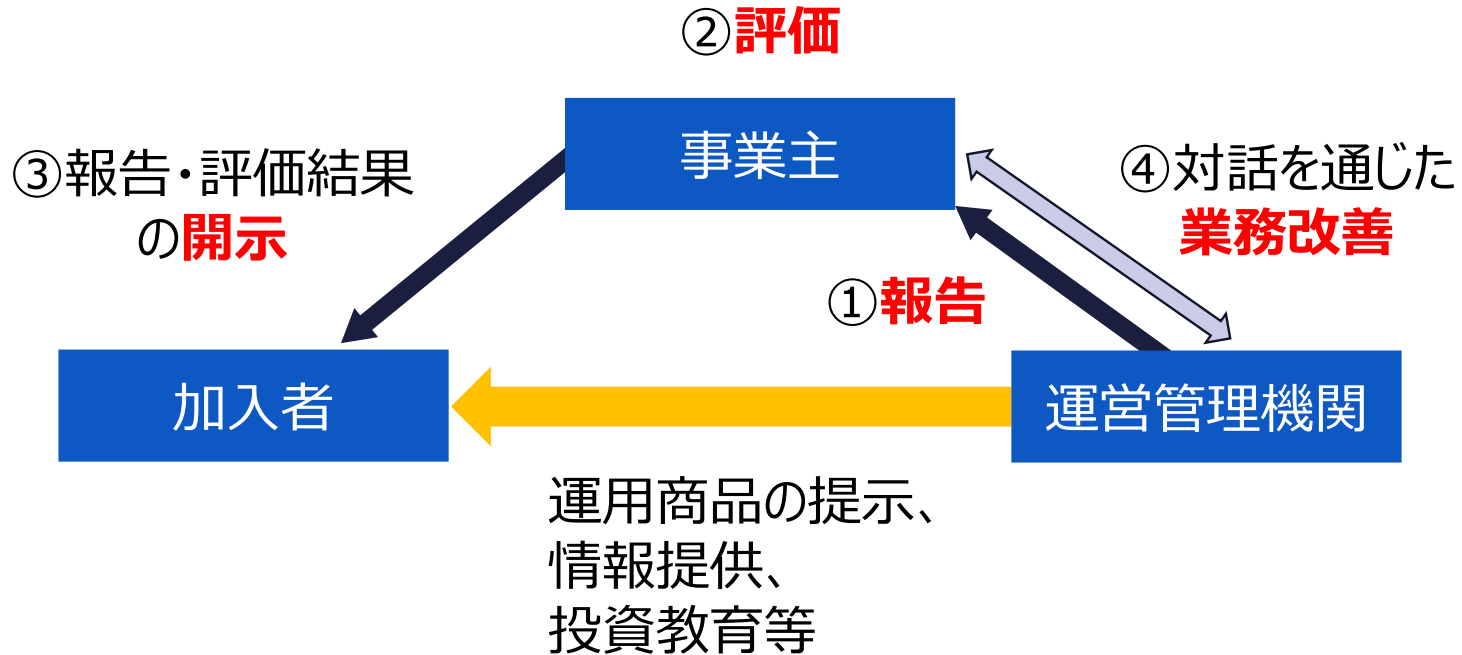 ②評価
事業主
③報告・評価結果
の開示
④対話を通じた
業務改善
①報告
加入者
運営管理機関
運用商品の提示、
情報提供、
投資教育等